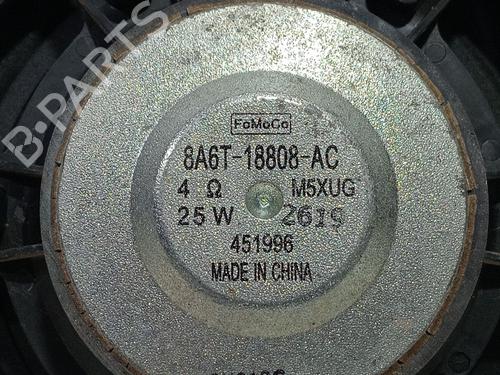 B-PARTS
FoMoCo
8A6T-18808-AC
4 Ω M5XUG
25 W 2619
451996
MADE IN CHINA